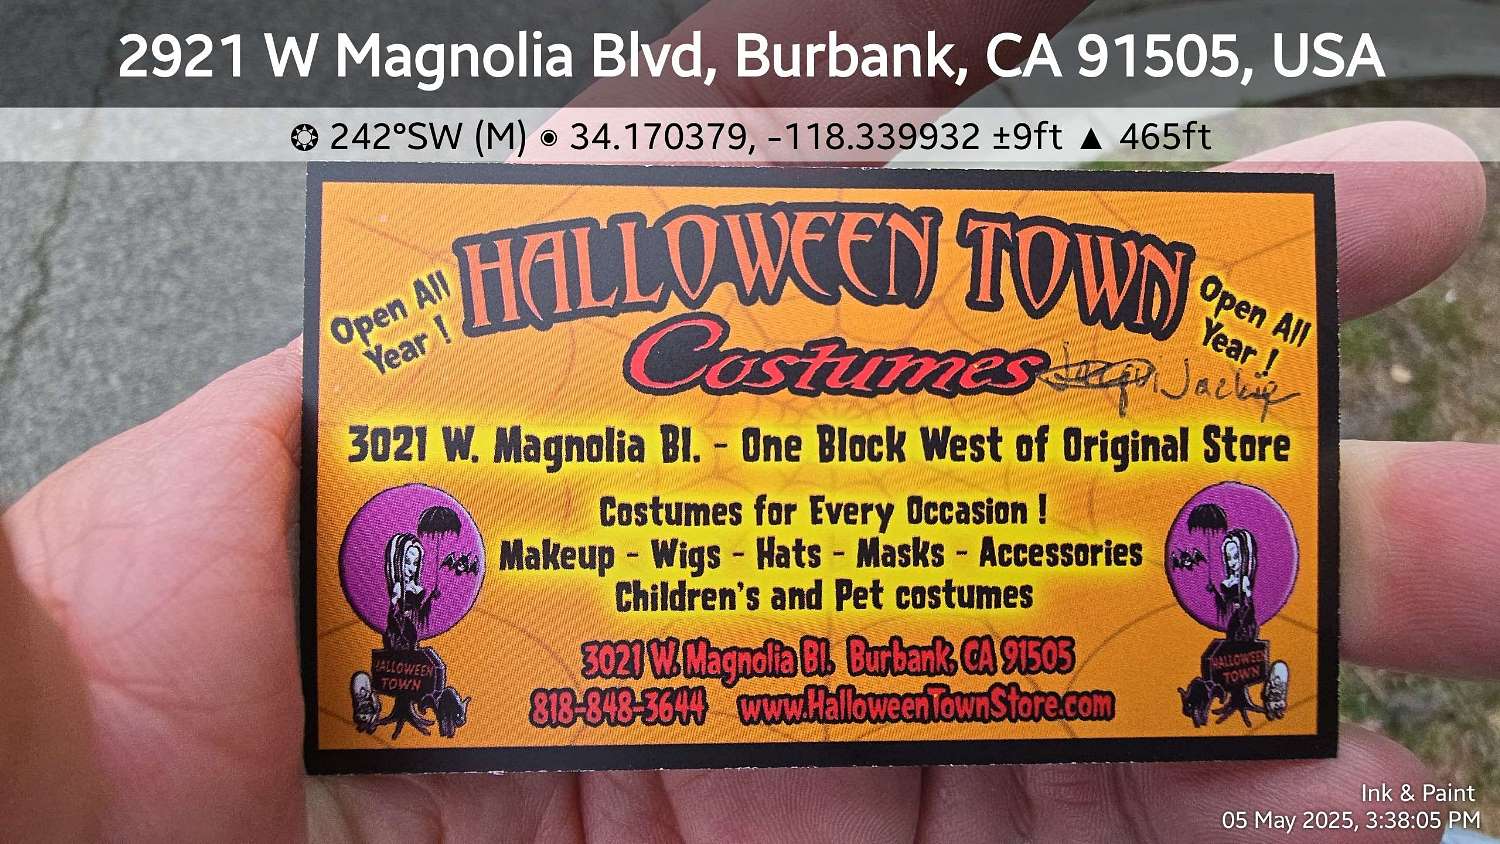 2921 W Magnolia Blvd, Burbank, CA 91505, USA
242°SW (M) ◉ 34.170379, -118.339932 ±9ft ▲ 465ft
HALLOWEEN TOWN
Open All
Year !
Open All
Year !
Costumes
Jackie
3021 W. Magnolia Bl. - One Block West of Original Store
Costumes for Every Occasion !
Makeup - Wigs - Hats - Masks - Accessories
Children's and Pet costumes
HALLOWEEN
TOWN
HALLOWEEN
TOWN
3021 W. Magnolia Bl. Burbank, CA 91505
818-848-3644 www.HalloweenTownStore.com
Ink & Paint
05 May 2025, 3:38:05 PM